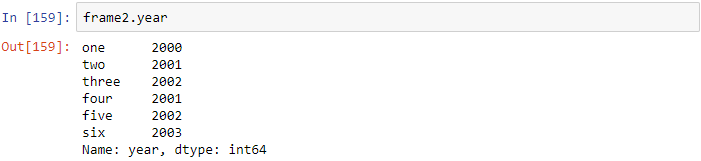 In [159]: frame2.year
Out[159]: one 2000
two 2001
three 2002
four 2001
five 2002
six 2003
Name: year, dtype: int64